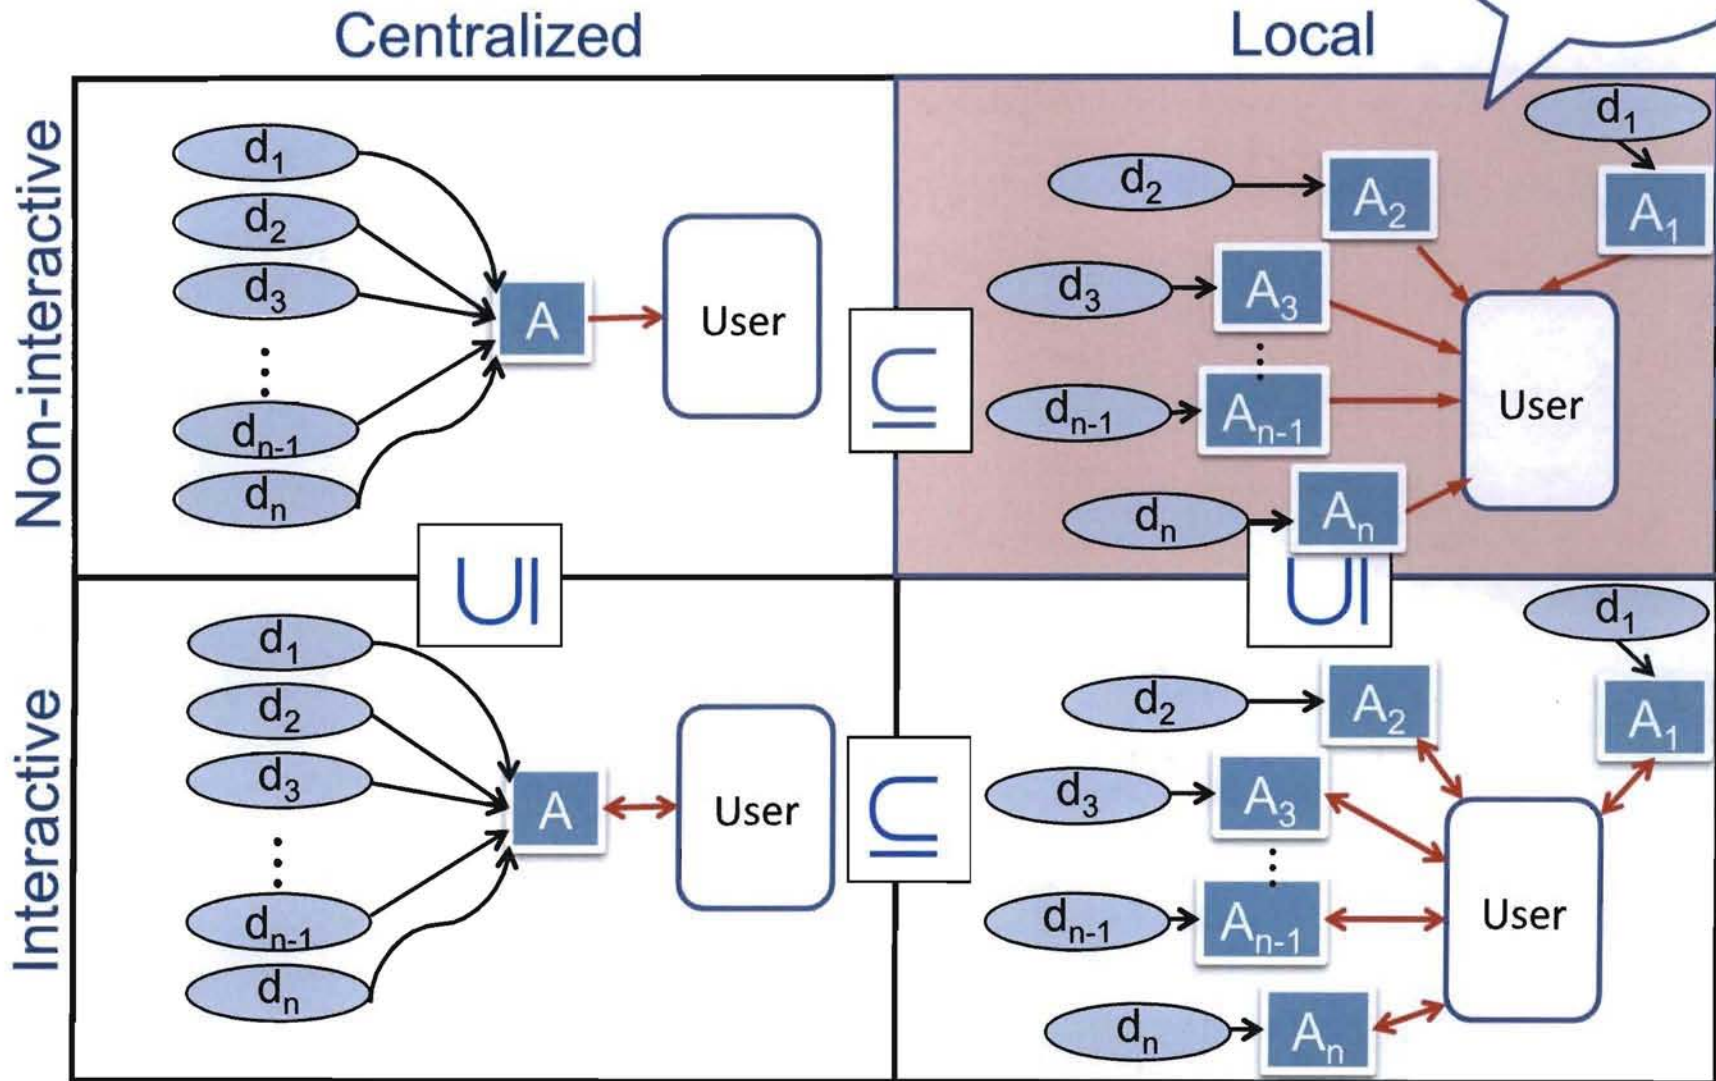 Centralized
Local
Non-interactive
d1
d2
d3
⋮
dn-1
dn
A
User
⊆
d1
d2
d3
⋮
dn-1
dn
A1
A2
A3
An-1
An
User
U|
U|
Interactive
d1
d2
d3
⋮
dn-1
dn
A
User
⊆
d1
d2
d3
⋮
dn-1
dn
A1
A2
A3
An-1
An
User